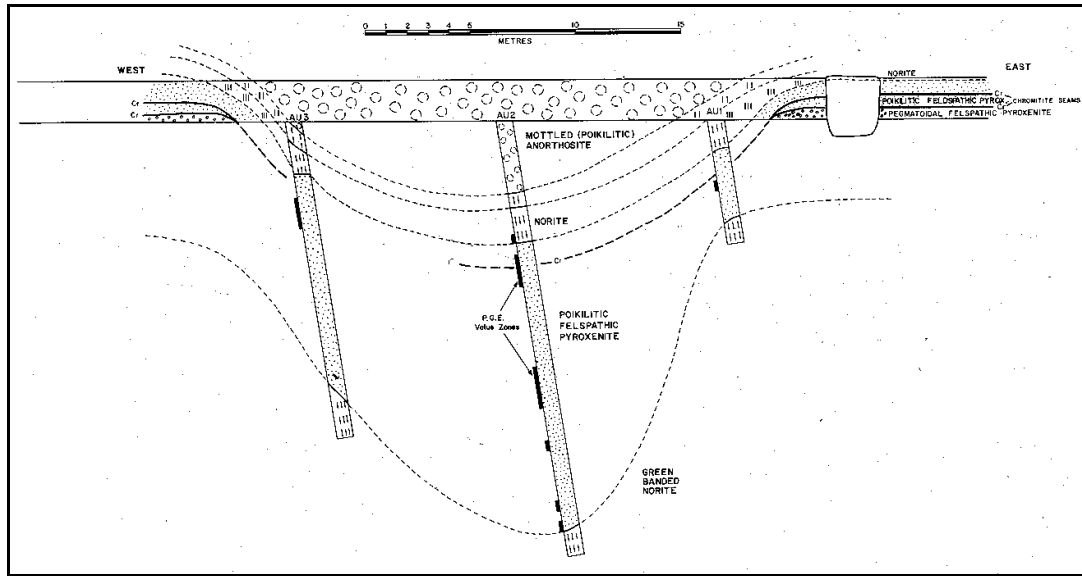 0 1 2 3 4 5 10 15
METRES
WEST
EAST
NORITE
Cr
Cr
Cr
POIKILITIC FELDSPATHIC PYROX.
CHROMITITE SEAMS
Cr
PEGMATOIDAL FELSPATHIC PYROXENITE
AU3
AU2
AU1
MOTTLED (POIKILITIC)
ANORTHOSITE
NORITE
Cr
P.G.E.
Value Zones
POIKILITIC
FELSPATHIC
PYROXENITE
GREEN
BANDED
NORITE